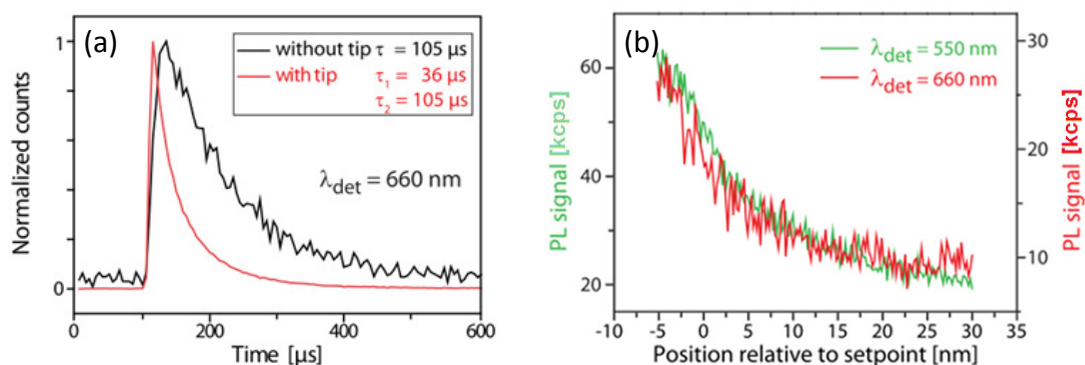 (a)
without tip τ = 105 µs
with tip τ₁ = 36 µs
τ₂ = 105 µs
λdet = 660 nm
Normalized counts
1
0
0 200 400 600
Time [µs]
(b)
λdet = 550 nm
λdet = 660 nm
PL signal [kcps]
60
40
20
30
20
10
PL signal [kcps]
-10 -5 0 5 10 15 20 25 30 35
Position relative to setpoint [nm]